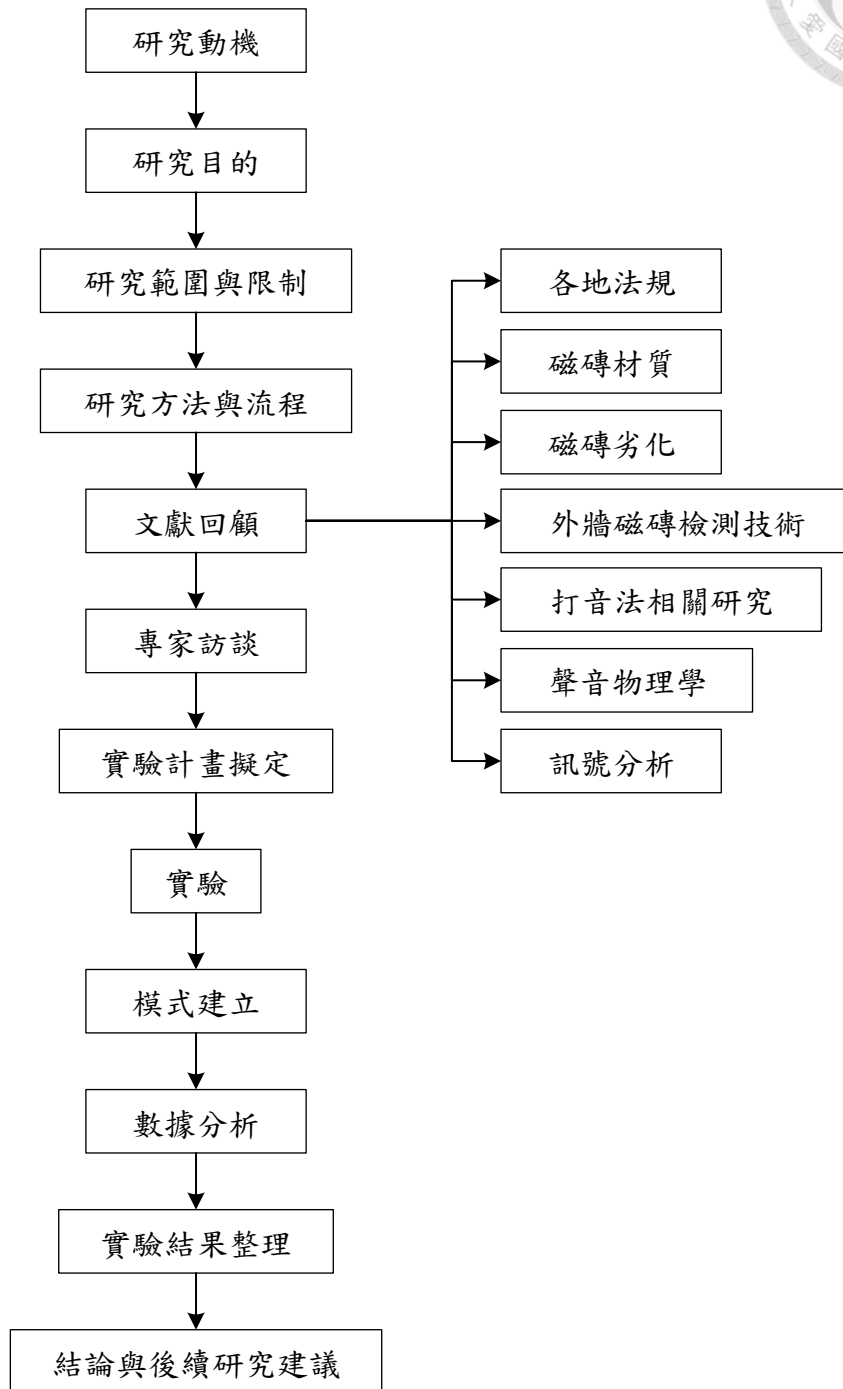 研究動機
研究目的
研究範圍與限制
研究方法與流程
文獻回顧
專家訪談
實驗計畫擬定
實驗
模式建立
數據分析
實驗結果整理
結論與後續研究建議
各地法規
磁磚材質
磁磚劣化
外牆磁磚檢測技術
打音法相關研究
聲音物理學
訊號分析
愛國